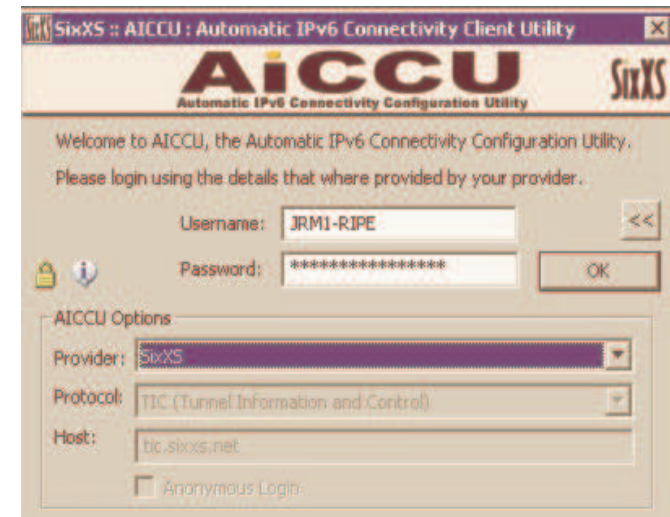 SixXS :: AICCU : Automatic IPv6 Connectivity Client Utility
AiCCU
Automatic IPv6 Connectivity Configuration Utility
SixXS
Welcome to AICCU, the Automatic IPv6 Connectivity Configuration Utility.
Please login using the details that where provided by your provider.
Username: JRM1-RIPE <<
Password: **************** OK
AICCU Options
Provider: SixXS
Protocol: TIC (Tunnel Information and Control)
Host: tic.sixxs.net
Anonymous Login